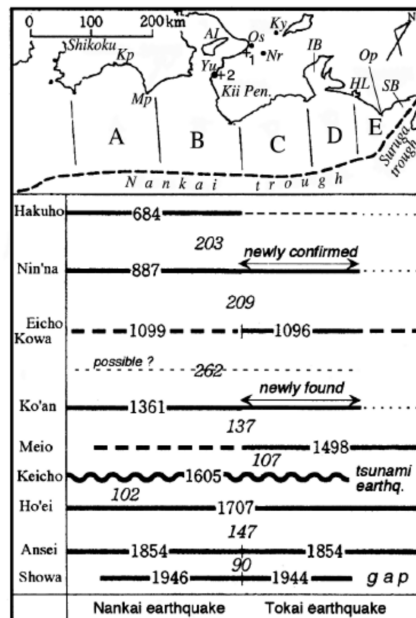 0 100 200 km
Shikoku
Kp
AI
Os
Ky
1
Nr
Yu
2
IB
Op
Mp
Kii Pen.
HL
SB
A B C D E
Suruga trough
Nankai trough
Hakuho 684
203
newly confirmed
Nin'na 887
209
Eicho
Kowa 1099 1096
possible ?
262
newly found
Ko'an 1361
137
Meio 1498
107
Keicho 1605 tsunami
earthq.
102
Ho'ei 1707
147
Ansei 1854 1854
90
Showa 1946 1944 gap
Nankai earthquake Tokai earthquake